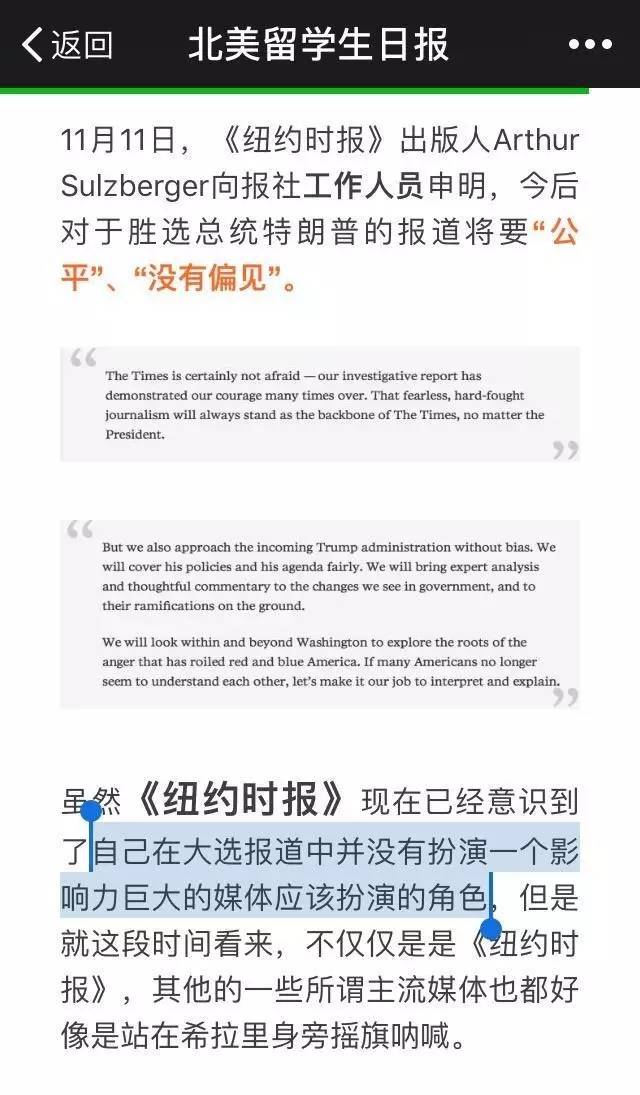 返回
北美留学生日报
11月11日，《纽约时报》出版人Arthur
Sulzberger向报社工作人员申明，今后
对于胜选总统特朗普的报道将要“公
平”、“没有偏见”。
The Times is certainly not afraid — our investigative report has
demonstrated our courage many times over. That fearless, hard-fought
journalism will always stand as the backbone of The Times, no matter the
President.
But we also approach the incoming Trump administration without bias. We
will cover his policies and his agenda fairly. We will bring expert analysis
and thoughtful commentary to the changes we see in government, and to
their ramifications on the ground.
We will look within and beyond Washington to explore the roots of the
anger that has roiled red and blue America. If many Americans no longer
seem to understand each other, let’s make it our job to interpret and explain.
虽然《纽约时报》现在已经意识到
了自己在大选报道中并没有扮演一个影
响力巨大的媒体应该扮演的角色，但是
就这段时间看来，不仅仅是是《纽约时
报》，其他的一些所谓主流媒体也都好
像是站在希拉里身旁摇旗呐喊。